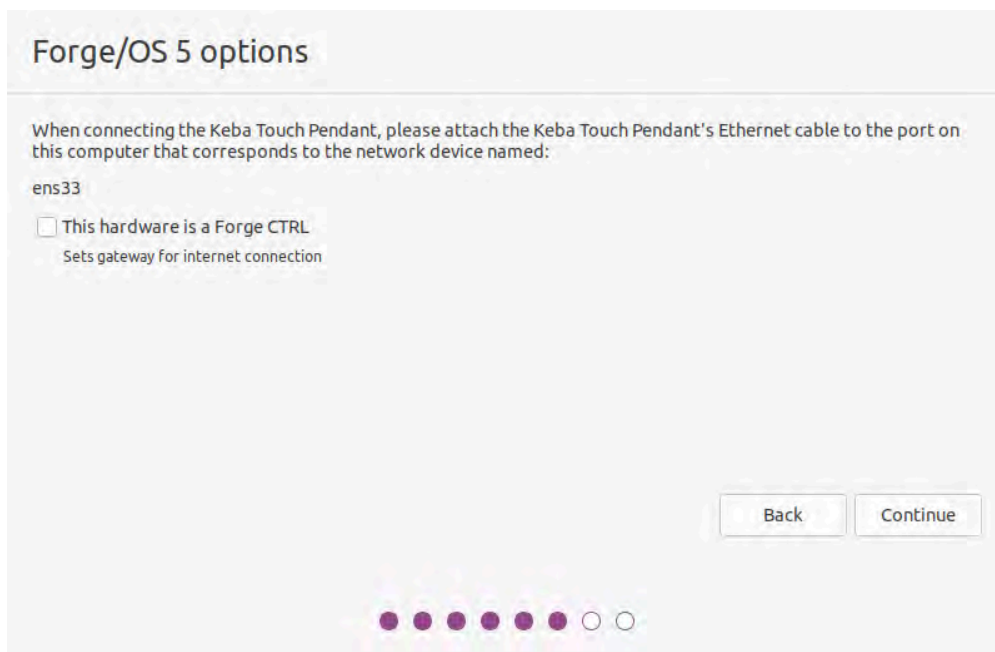 Forge/OS 5 options
When connecting the Keba Touch Pendant, please attach the Keba Touch Pendant's Ethernet cable to the port on
this computer that corresponds to the network device named:
ens33
This hardware is a Forge CTRL
Sets gateway for internet connection
Back
Continue